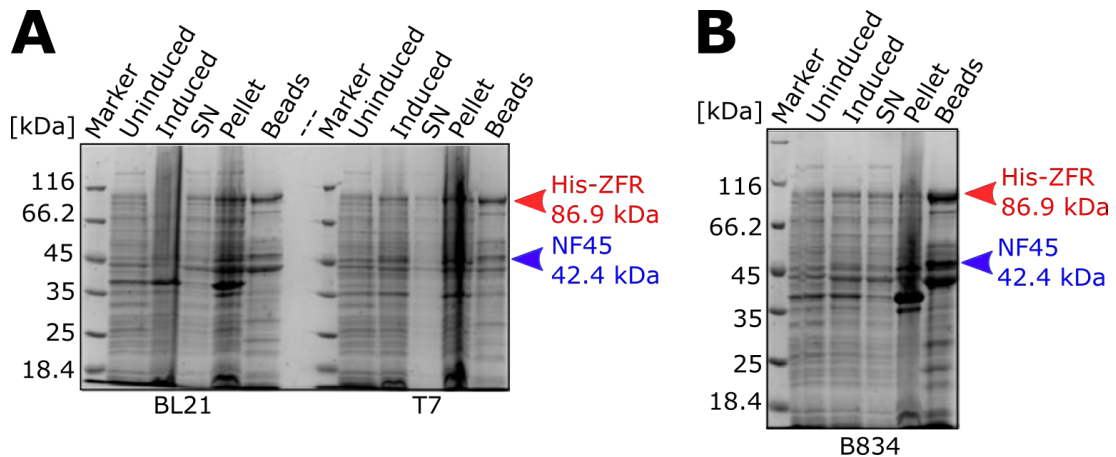 A
B
[kDa]
Marker
Uninduced
Induced
SN
Pellet
Beads
---
Marker
Uninduced
Induced
SN
Pellet
Beads
116
66.2
45
35
25
18.4
His-ZFR
86.9 kDa
NF45
42.4 kDa
BL21
T7
[kDa]
Marker
Uninduced
Induced
SN
Pellet
Beads
116
66.2
45
35
25
18.4
His-ZFR
86.9 kDa
NF45
42.4 kDa
B834